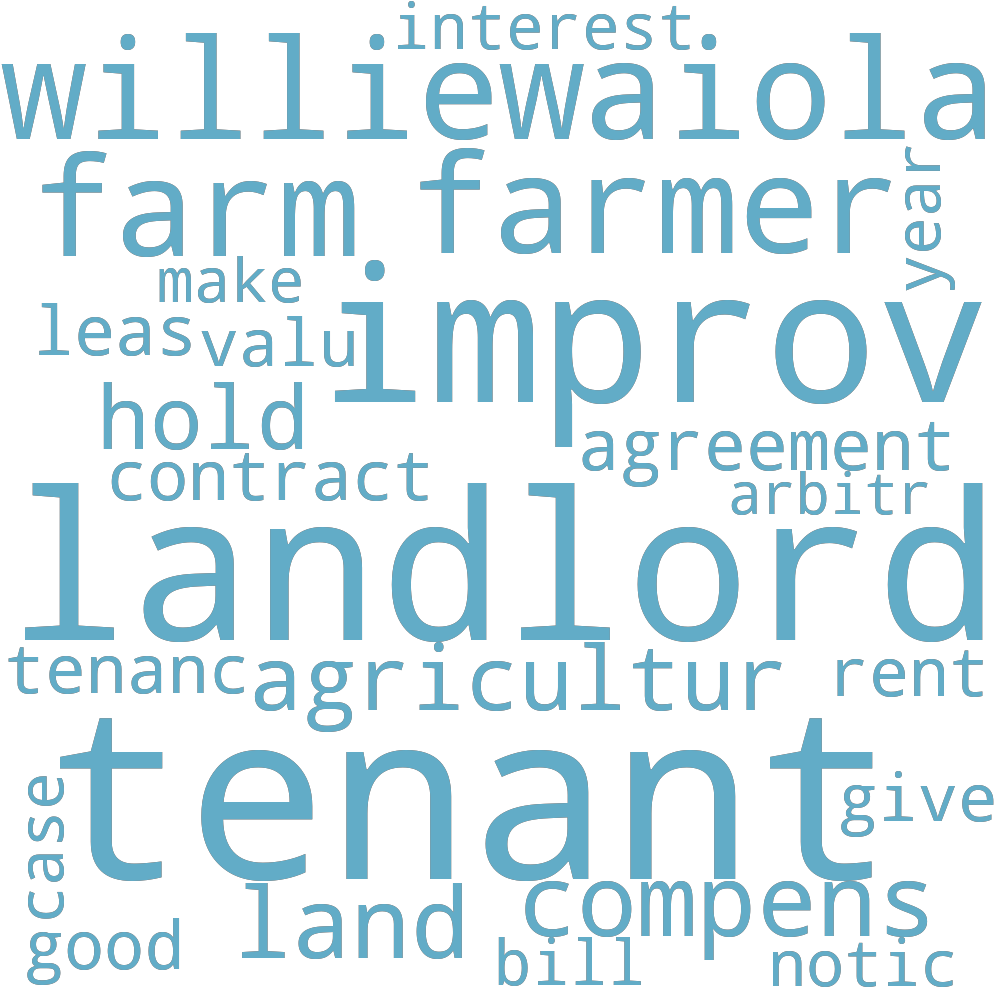 interest
williewaiola
farm farmer
year
make
improv
leas valu
hold
agreement
contract
arbitr
landlord
tenanc agricultur rent
tenant
case
give
compens
land
good
bill
notic